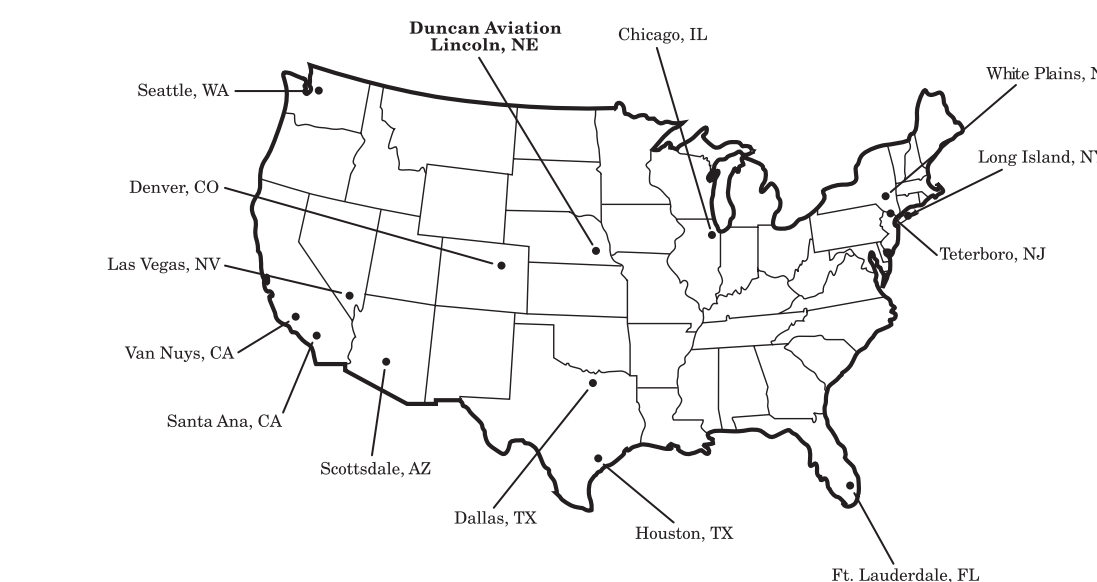 Duncan Aviation
Lincoln, NE
Chicago, IL
White Plains,
Seattle, WA
Long Island, NY
Denver, CO
Teterboro, NJ
Las Vegas, NV
Van Nuys, CA
Santa Ana, CA
Scottsdale, AZ
Dallas, TX
Houston, TX
Ft. Lauderdale, FL